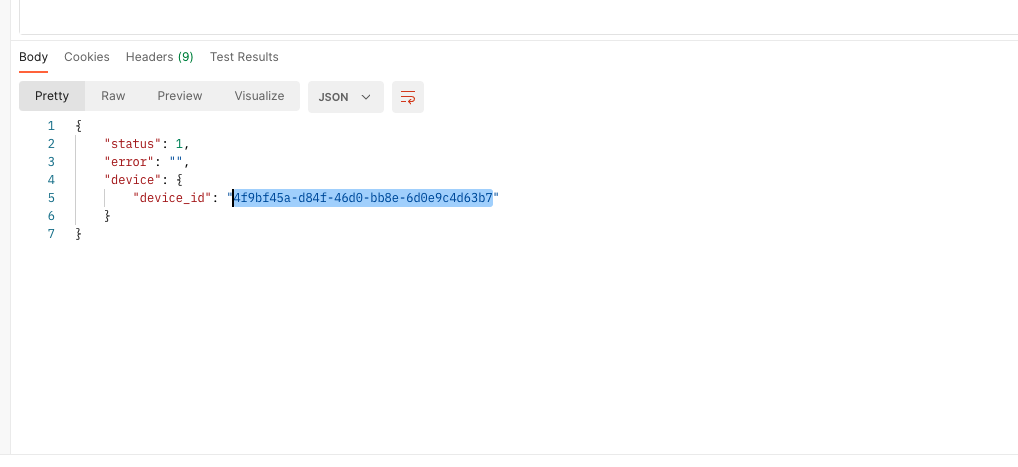 Body Cookies Headers (9) Test Results
Pretty Raw Preview Visualize JSON
1 {
2 "status": 1,
3 "error": "",
4 "device": {
5 "device_id": "4f9bf45a-d84f-46d0-bb8e-6d0e9c4d63b7"
6 }
7 }